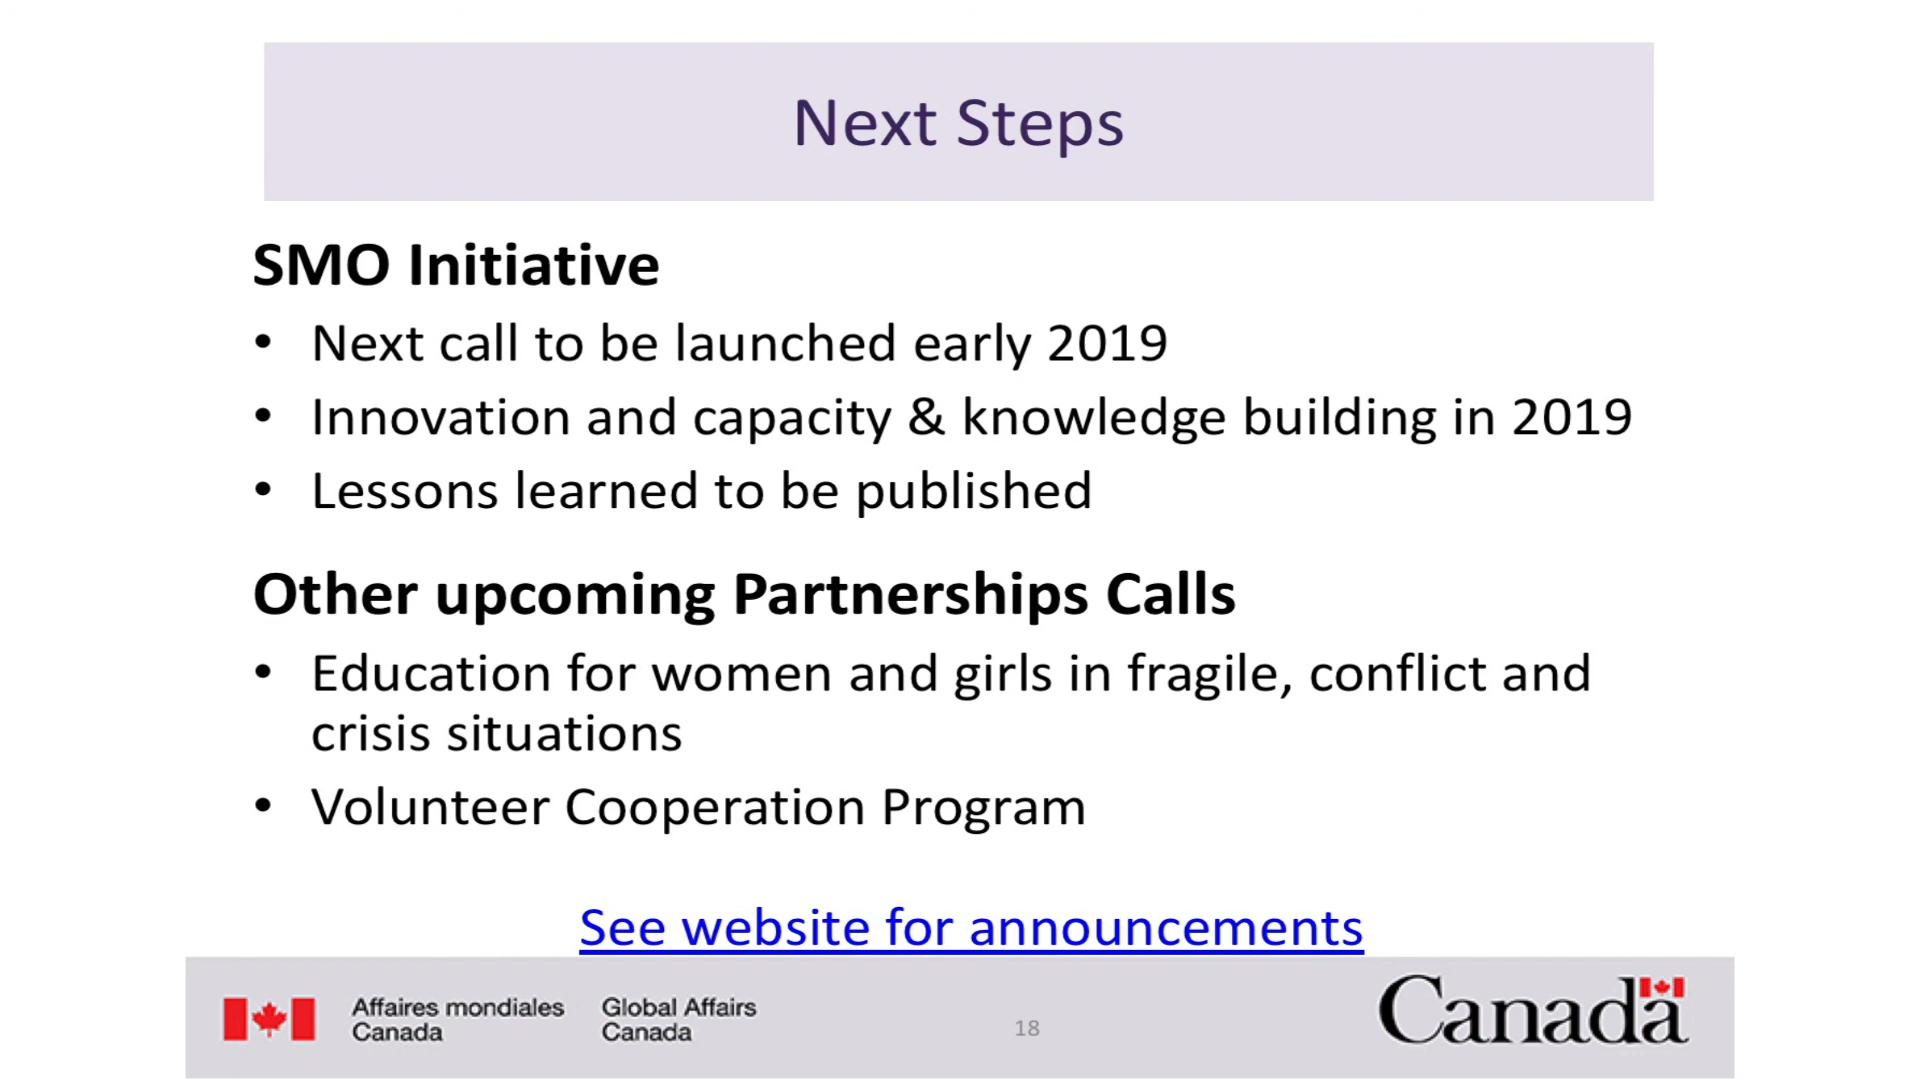 Next Steps
SMO Initiative
• Next call to be launched early 2019
• Innovation and capacity & knowledge building in 2019
• Lessons learned to be published
Other upcoming Partnerships Calls
• Education for women and girls in fragile, conflict and
crisis situations
• Volunteer Cooperation Program
See website for announcements
Affaires mondiales
Canada
Global Affairs
Canada
18
Canada